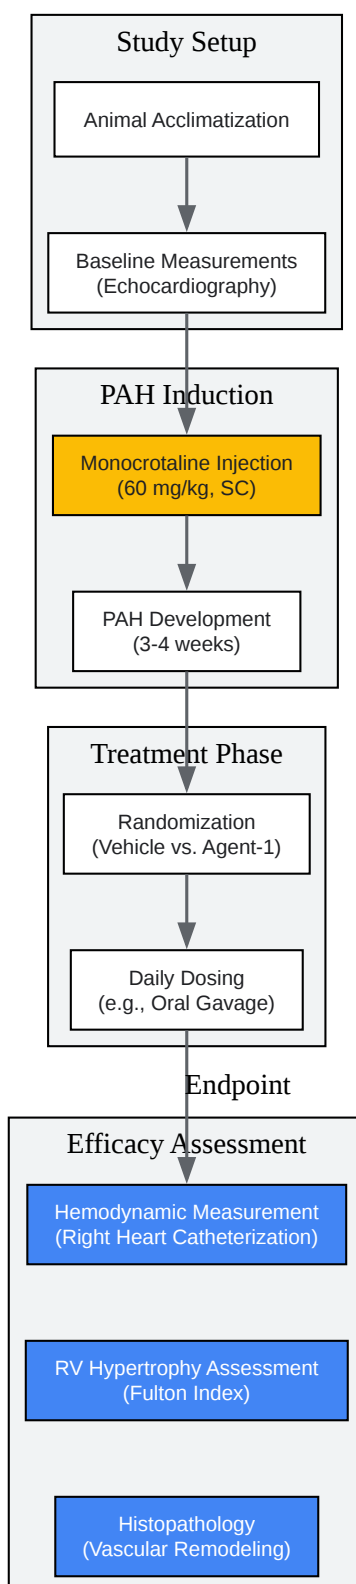 Study Setup
Animal Acclimatization
Baseline Measurements
(Echocardiography)
PAH Induction
Monocrotaline Injection
(60 mg/kg, SC)
PAH Development
(3-4 weeks)
Treatment Phase
Randomization
(Vehicle vs. Agent-1)
Daily Dosing
(e.g., Oral Gavage)
Endpoint
Efficacy Assessment
Hemodynamic Measurement
(Right Heart Catheterization)
RV Hypertrophy Assessment
(Fulton Index)
Histopathology
(Vascular Remodeling)